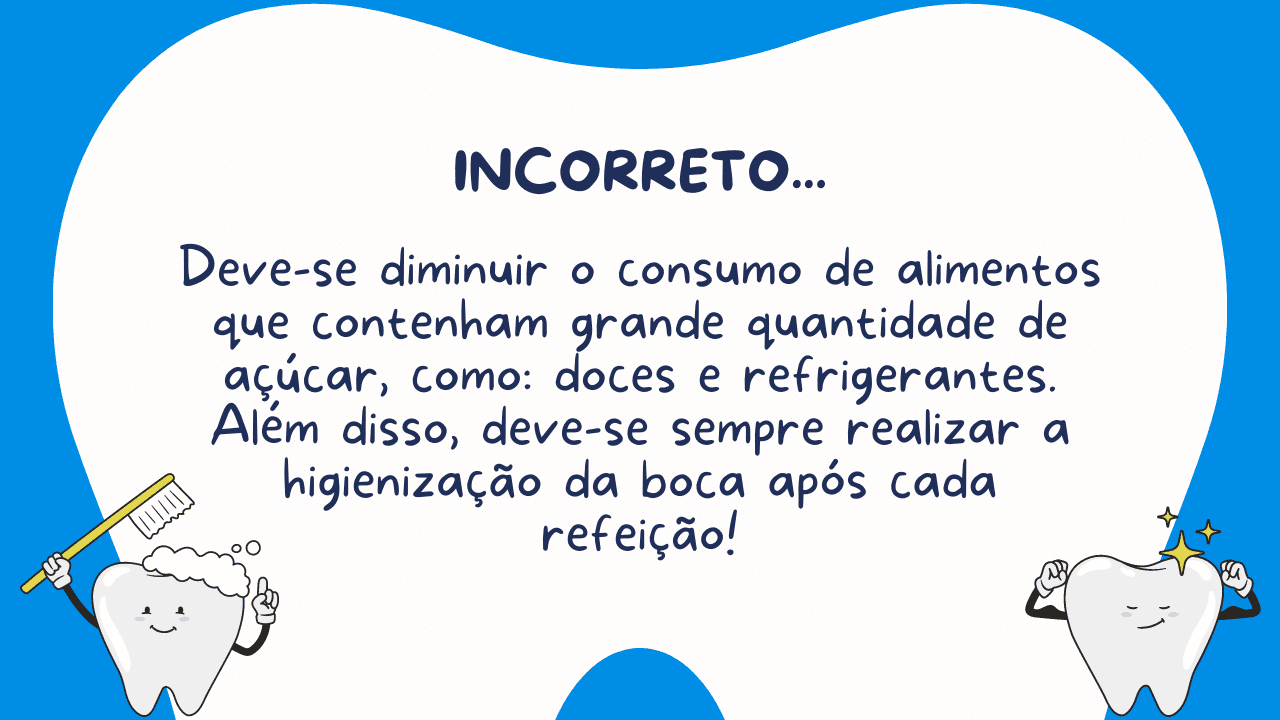 INCORRETO...
Deve-se diminuir o consumo de alimentos
que contenham grande quantidade de
açúcar, como: doces e refrigerantes.
Além disso, deve-se sempre realizar a
higienização da boca após cada
refeição!